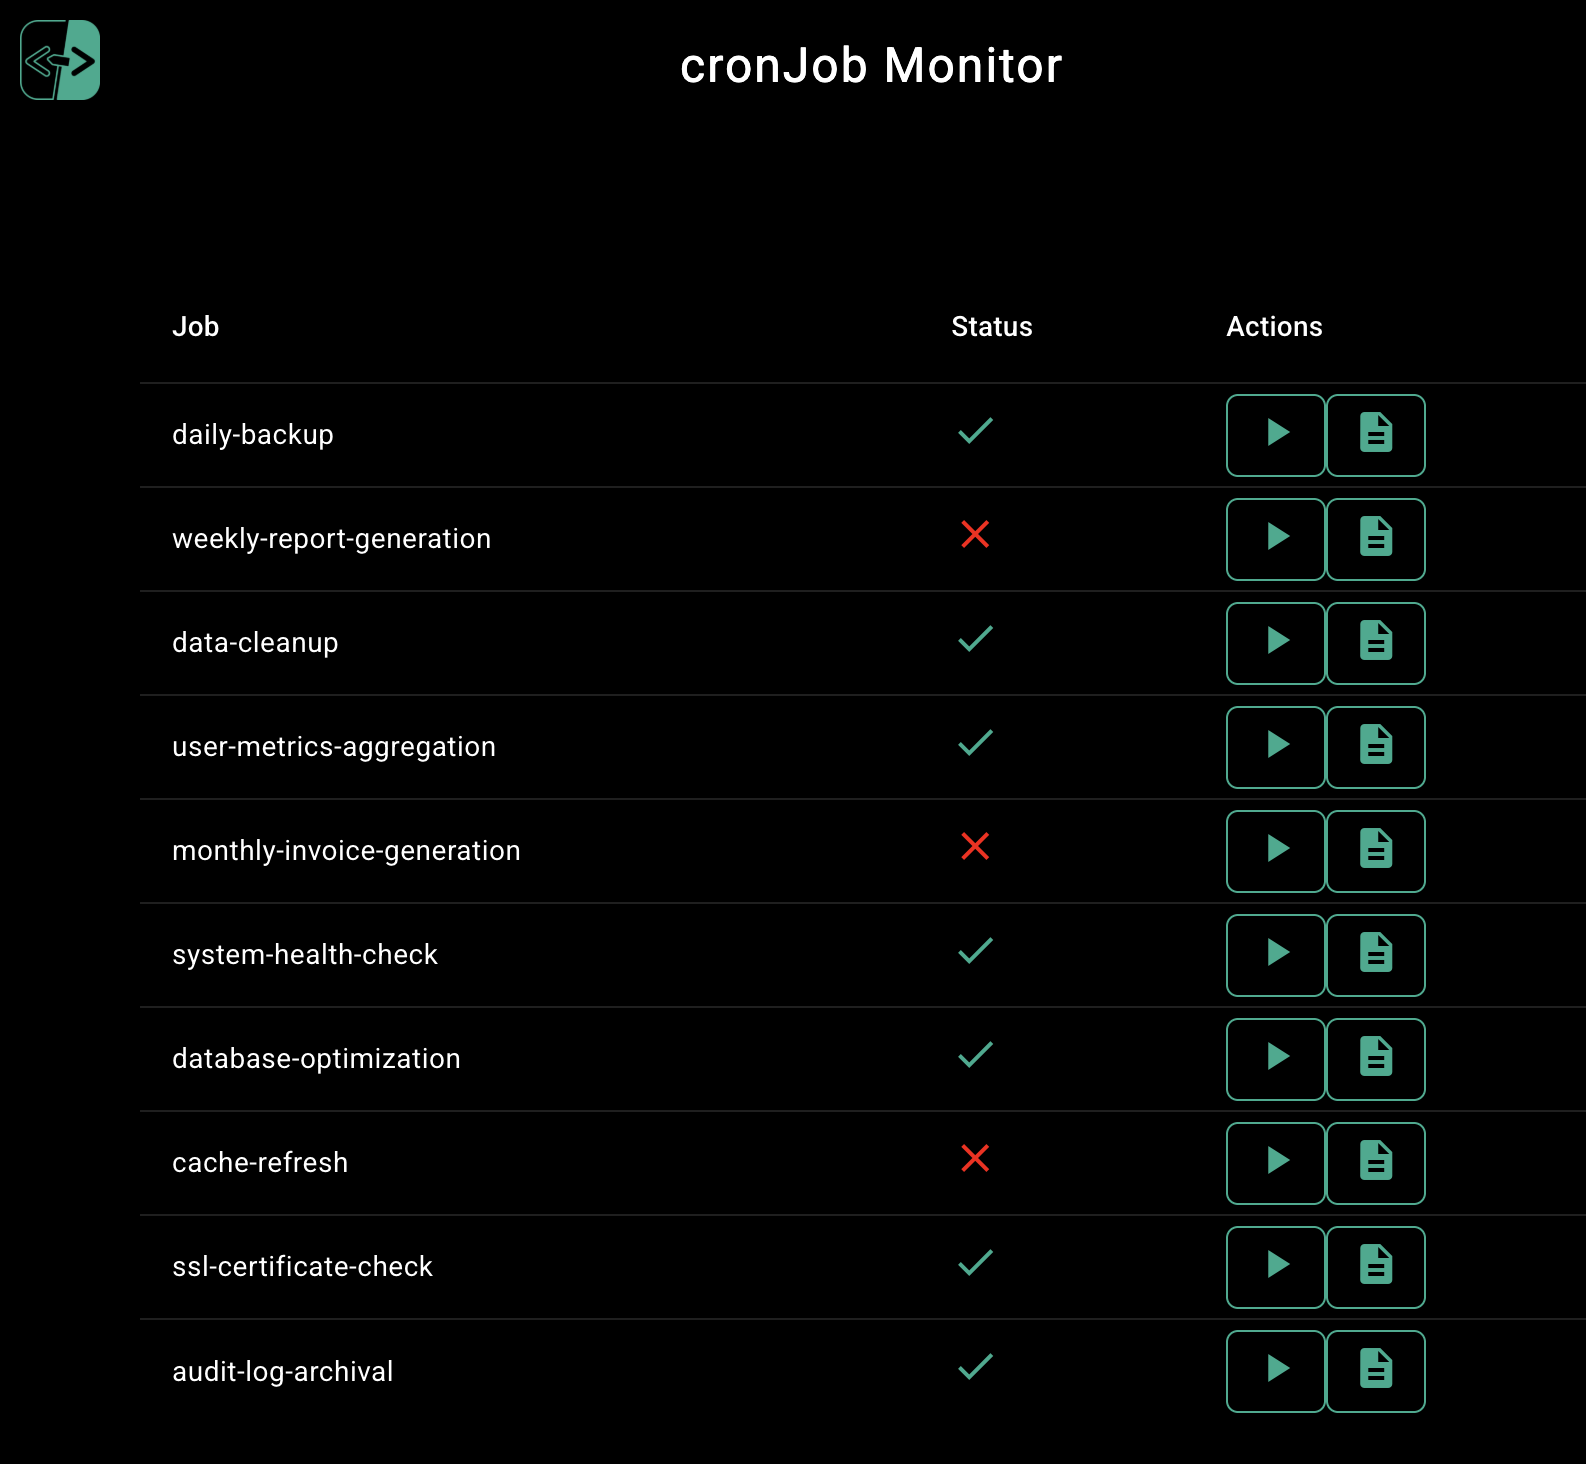 cronJob Monitor
Job Status Actions
daily-backup
weekly-report-generation
data-cleanup
user-metrics-aggregation
monthly-invoice-generation
system-health-check
database-optimization
cache-refresh
ssl-certificate-check
audit-log-archival